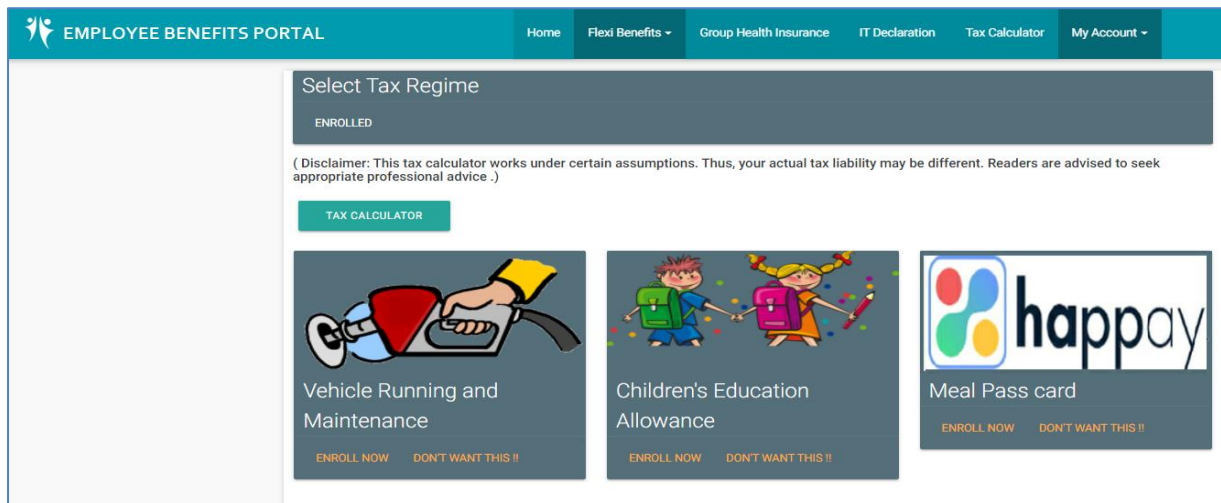 EMPLOYEE BENEFITS PORTAL
Home Flexi Benefits Group Health Insurance IT Declaration Tax Calculator My Account
Select Tax Regime
ENROLLED
( Disclaimer: This tax calculator works under certain assumptions. Thus, your actual tax liability may be different. Readers are advised to seek
appropriate professional advice .)
TAX CALCULATOR
Vehicle Running and
Maintenance
ENROLL NOW DON'T WANT THIS !!
Children's Education
Allowance
ENROLL NOW DON'T WANT THIS !!
happay
Meal Pass card
ENROLL NOW DON'T WANT THIS !!